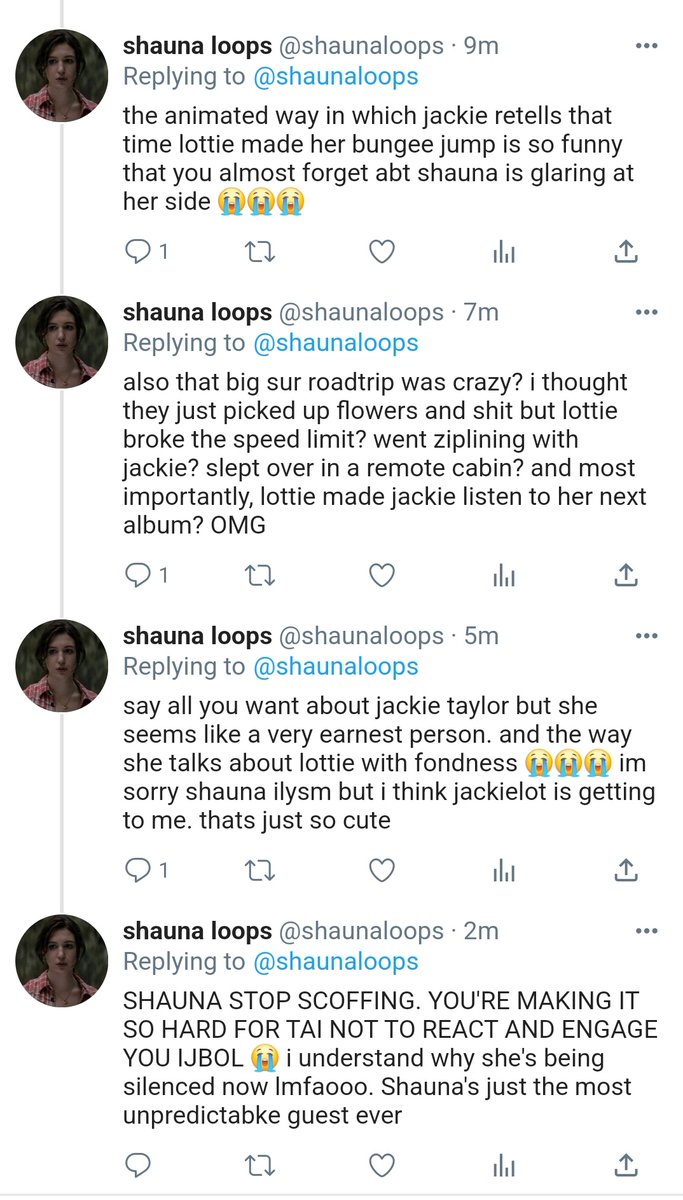 shauna loops @shaunaloops · 9m
Replying to @shaunaloops
the animated way in which jackie retells that
time lottie made her bungee jump is so funny
that you almost forget abt shauna is glaring at
her side 😭😭😭
1
shauna loops @shaunaloops · 7m
Replying to @shaunaloops
also that big sur roadtrip was crazy? i thought
they just picked up flowers and shit but lottie
broke the speed limit? went ziplining with
jackie? slept over in a remote cabin? and most
importantly, lottie made jackie listen to her next
album? OMG
1
shauna loops @shaunaloops · 5m
Replying to @shaunaloops
say all you want about jackie taylor but she
seems like a very earnest person. and the way
she talks about lottie with fondness 😭😭😭 im
sorry shauna ilysm but i think jackielot is getting
to me. thats just so cute
1
shauna loops @shaunaloops · 2m
Replying to @shaunaloops
SHAUNA STOP SCOFFING. YOU'RE MAKING IT
SO HARD FOR TAI NOT TO REACT AND ENGAGE
YOU IJBOL 😭 i understand why she's being
silenced now lmfaooo. Shauna's just the most
unpredictabke guest ever